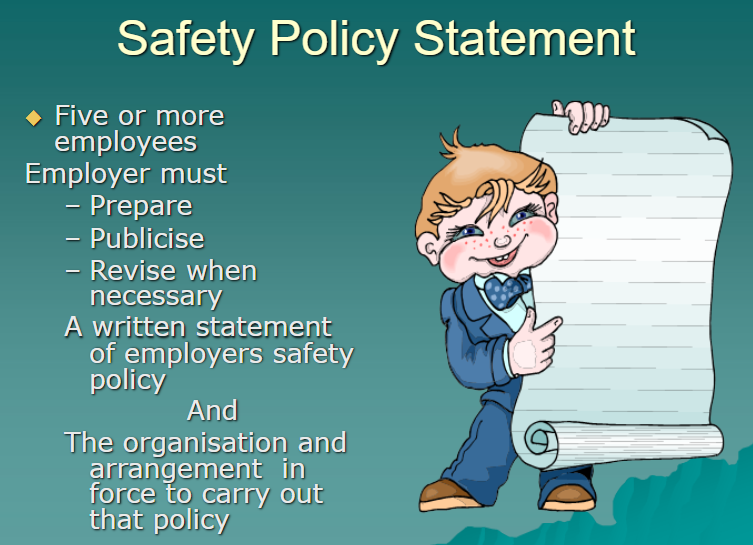 Safety Policy Statement
◆ Five or more
employees
Employer must
– Prepare
– Publicise
– Revise when
necessary
A written statement
of employers safety
policy
And
The organisation and
arrangement in
force to carry out
that policy